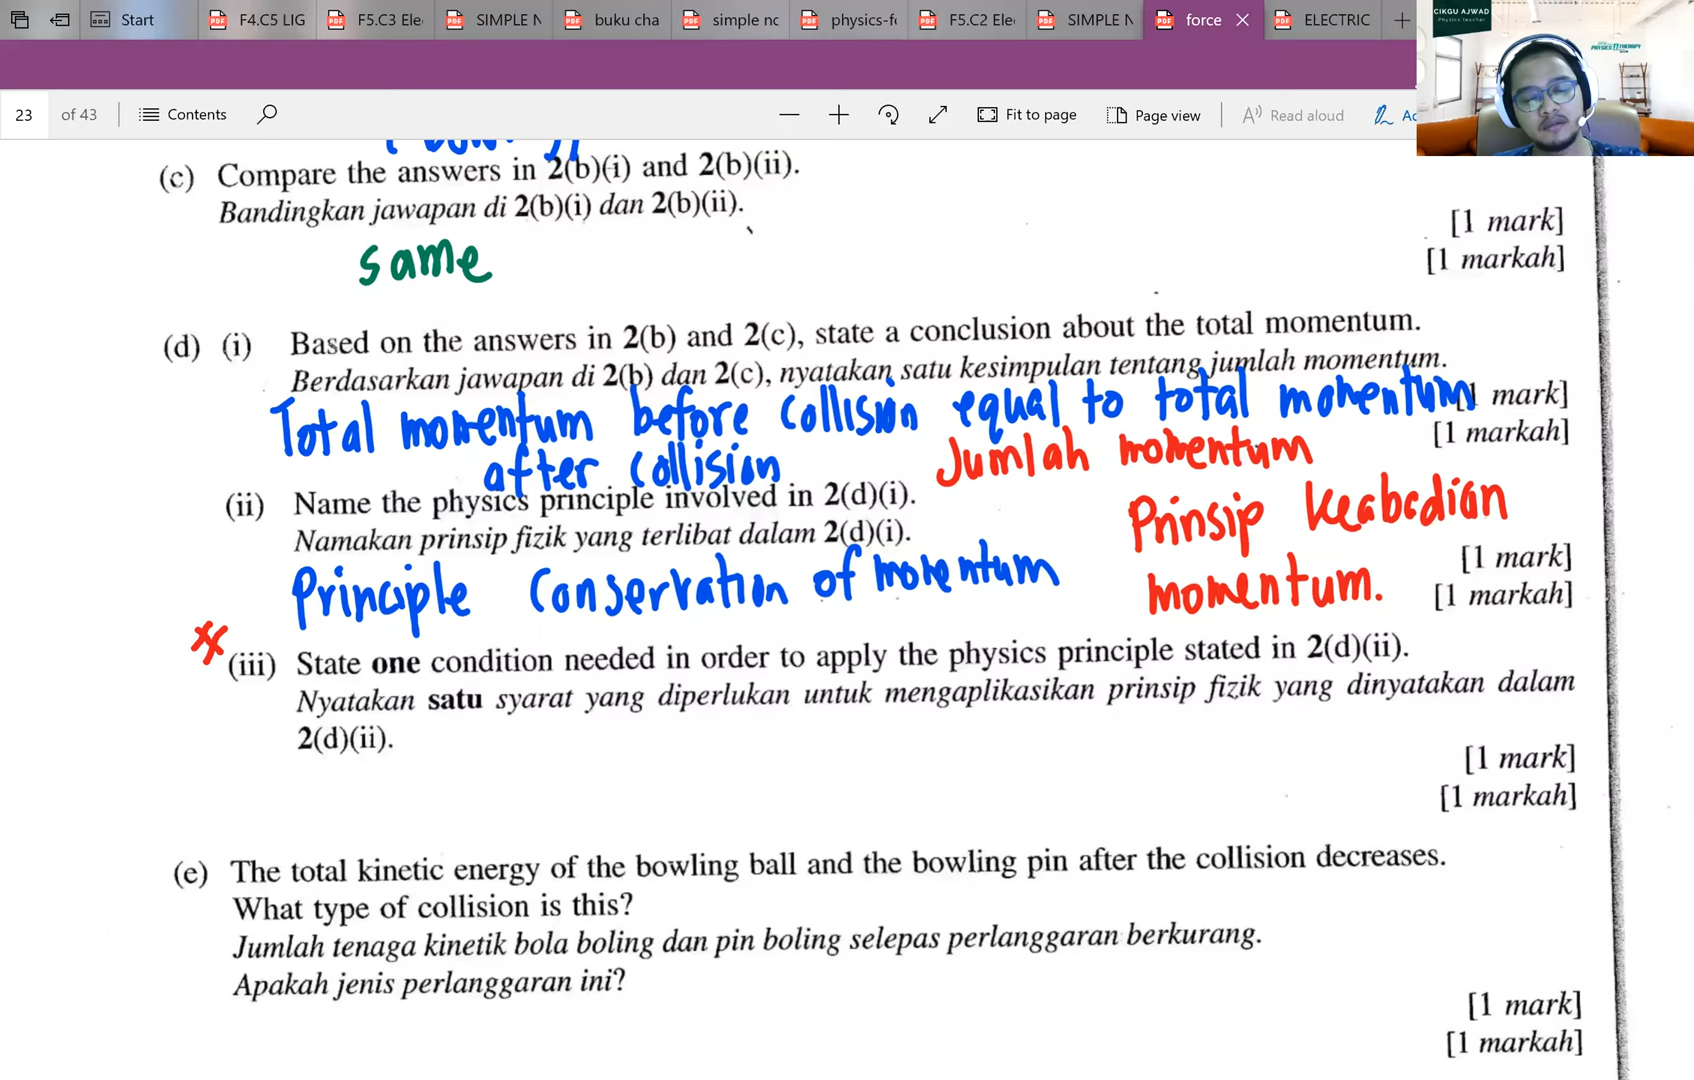 Start
F4.C5 LIG
F5.C3 Ele
SIMPLE N
buku cha
simple nc
physics-f
F5.C2 Ele
SIMPLE N
force
ELECTRIC
CIKGU AJWAD
Physics teacher
PHYSICS THERAPY
23 of 43
Contents
Fit to page
Page view
Read aloud
(c) Compare the answers in 2(b)(i) and 2(b)(ii).
Bandingkan jawapan di 2(b)(i) dan 2(b)(ii).
[1 mark]
[1 markah]
same
(d) (i) Based on the answers in 2(b) and 2(c), state a conclusion about the total momentum.
Berdasarkan jawapan di 2(b) dan 2(c), nyatakan satu kesimpulan tentang jumlah momentum.
[1 mark]
[1 markah]
Total momentum before collision equal to total momentum
after collision
Jumlah momentum
(ii) Name the physics principle involved in 2(d)(i).
Namakan prinsip fizik yang terlibat dalam 2(d)(i).
[1 mark]
[1 markah]
Principle Conservation of momentum
Prinsip Keabadian
momentum.
(iii) State one condition needed in order to apply the physics principle stated in 2(d)(ii).
Nyatakan satu syarat yang diperlukan untuk mengaplikasikan prinsip fizik yang dinyatakan dalam
2(d)(ii).
[1 mark]
[1 markah]
(e) The total kinetic energy of the bowling ball and the bowling pin after the collision decreases.
What type of collision is this?
Jumlah tenaga kinetik bola boling dan pin boling selepas perlanggaran berkurang.
Apakah jenis perlanggaran ini?
[1 mark]
[1 markah]